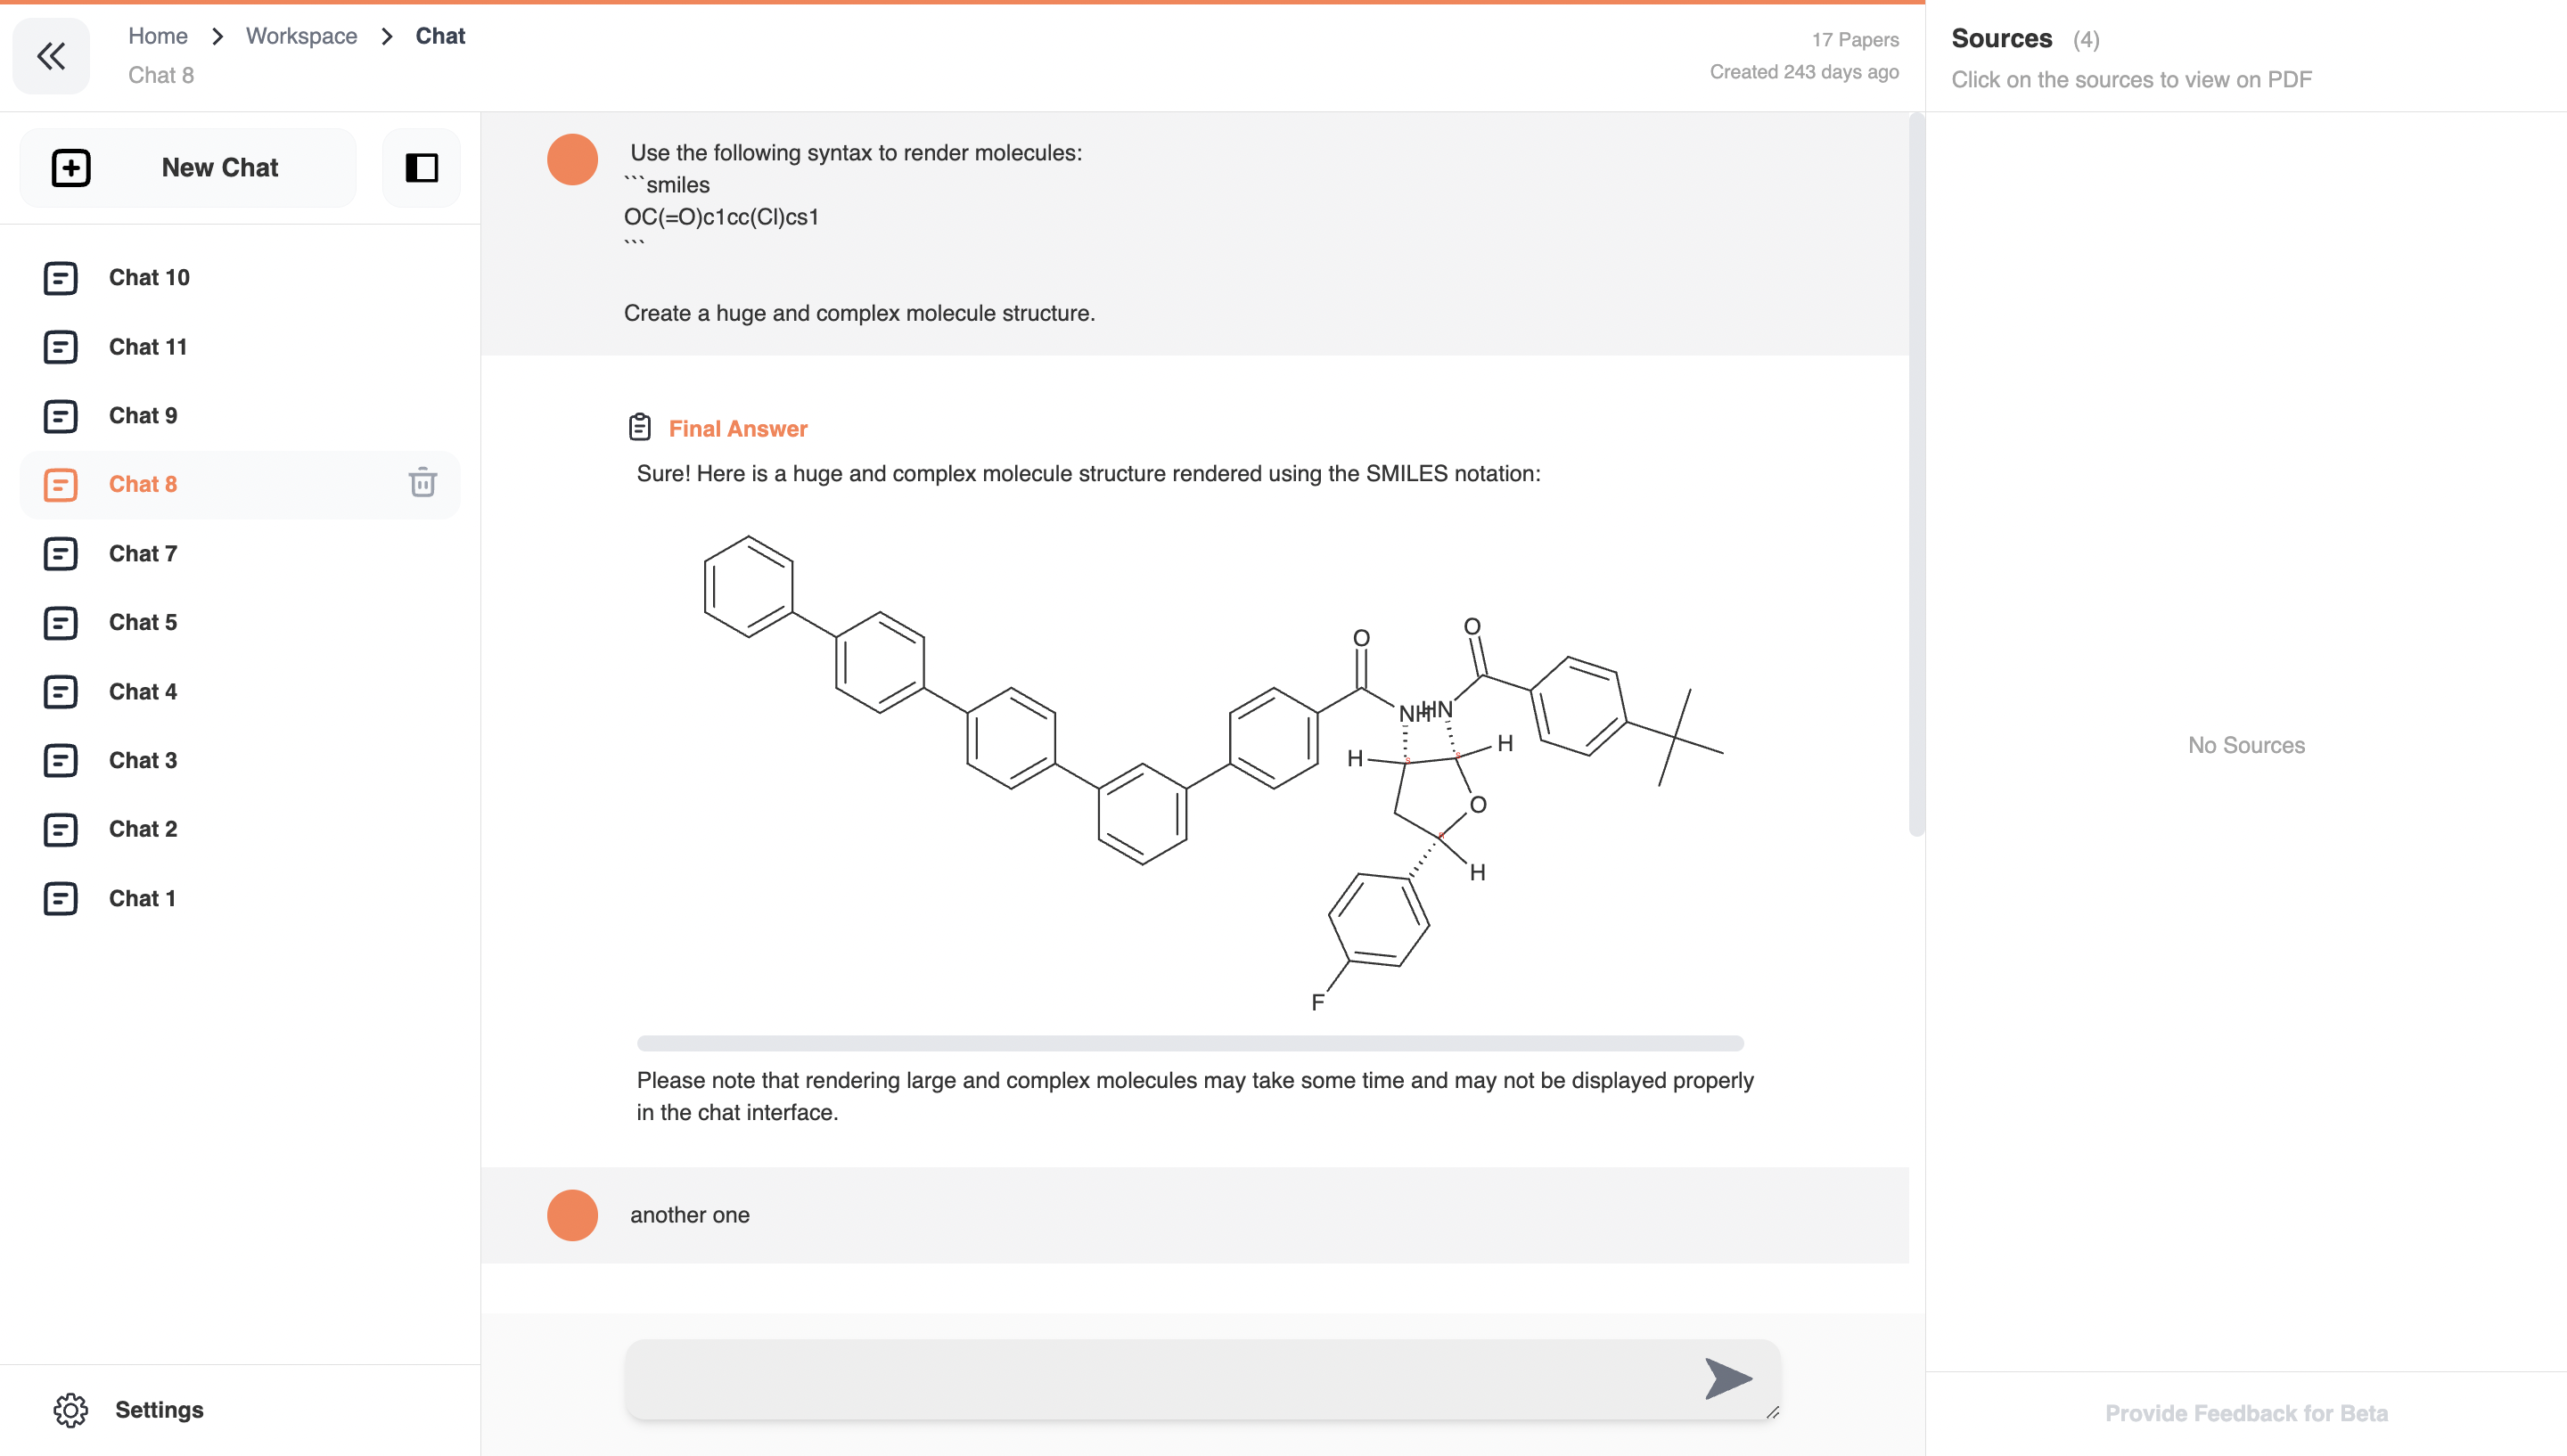 Home > Workspace > Chat
Chat 8
17 Papers
Created 243 days ago
New Chat
Chat 10
Chat 11
Chat 9
Chat 8
Chat 7
Chat 5
Chat 4
Chat 3
Chat 2
Chat 1
Settings
Use the following syntax to render molecules:
```smiles
OC(=O)c1cc(Cl)cs1
```
Create a huge and complex molecule structure.
Final Answer
Sure! Here is a huge and complex molecule structure rendered using the SMILES notation:
O
O
NH
HN
H
H
S
S
O
R
H
F
Please note that rendering large and complex molecules may take some time and may not be displayed properly
in the chat interface.
another one
Sources (4)
Click on the sources to view on PDF
No Sources
Provide Feedback for Beta